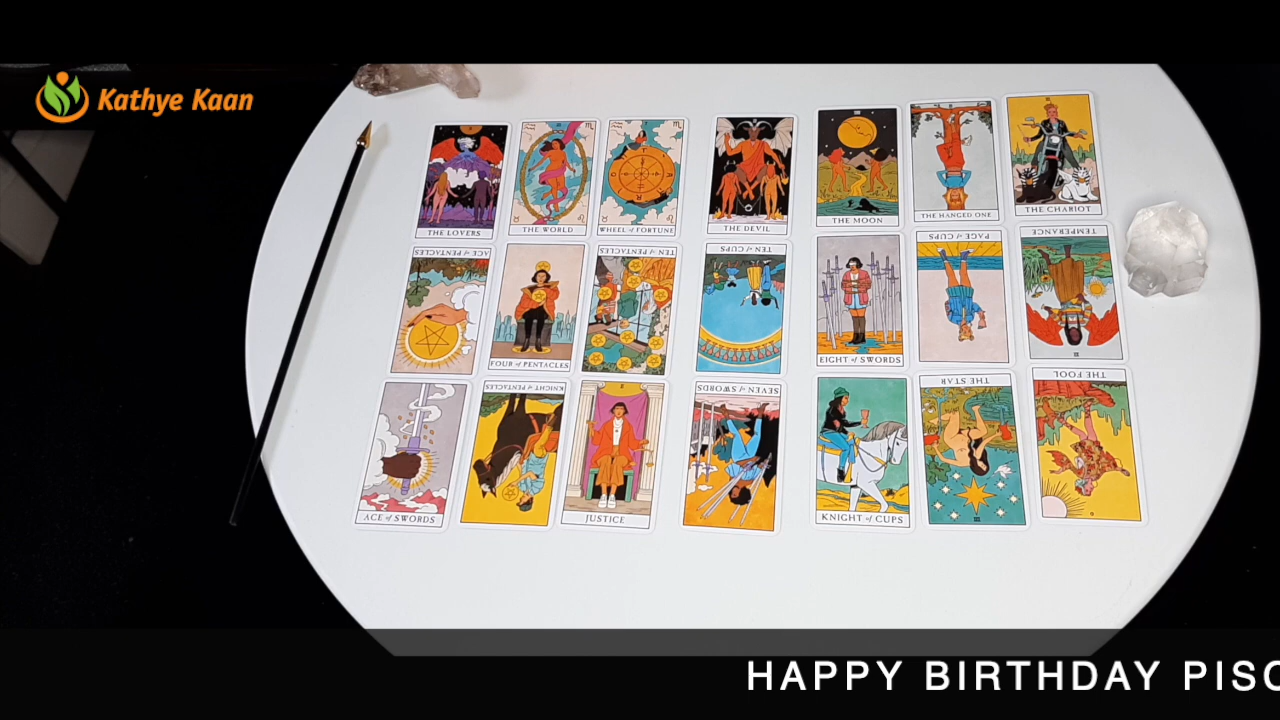 Kathye Kaan
THE LOVERS
THE WORLD
WHEEL of FORTUNE
THE DEVIL
THE MOON
THE HANGED ONE
THE CHARIOT
ACE of PENTACLES
FOUR of PENTACLES
TEN of PENTACLES
TEN of CUPS
EIGHT of SWORDS
PAGE of CUPS
TEMPERANCE
ACE of SWORDS
KNIGHT of PENTACLES
JUSTICE
SEVEN of SWORDS
KNIGHT of CUPS
THE STAR
THE FOOL
HAPPY BIRTHDAY PISC